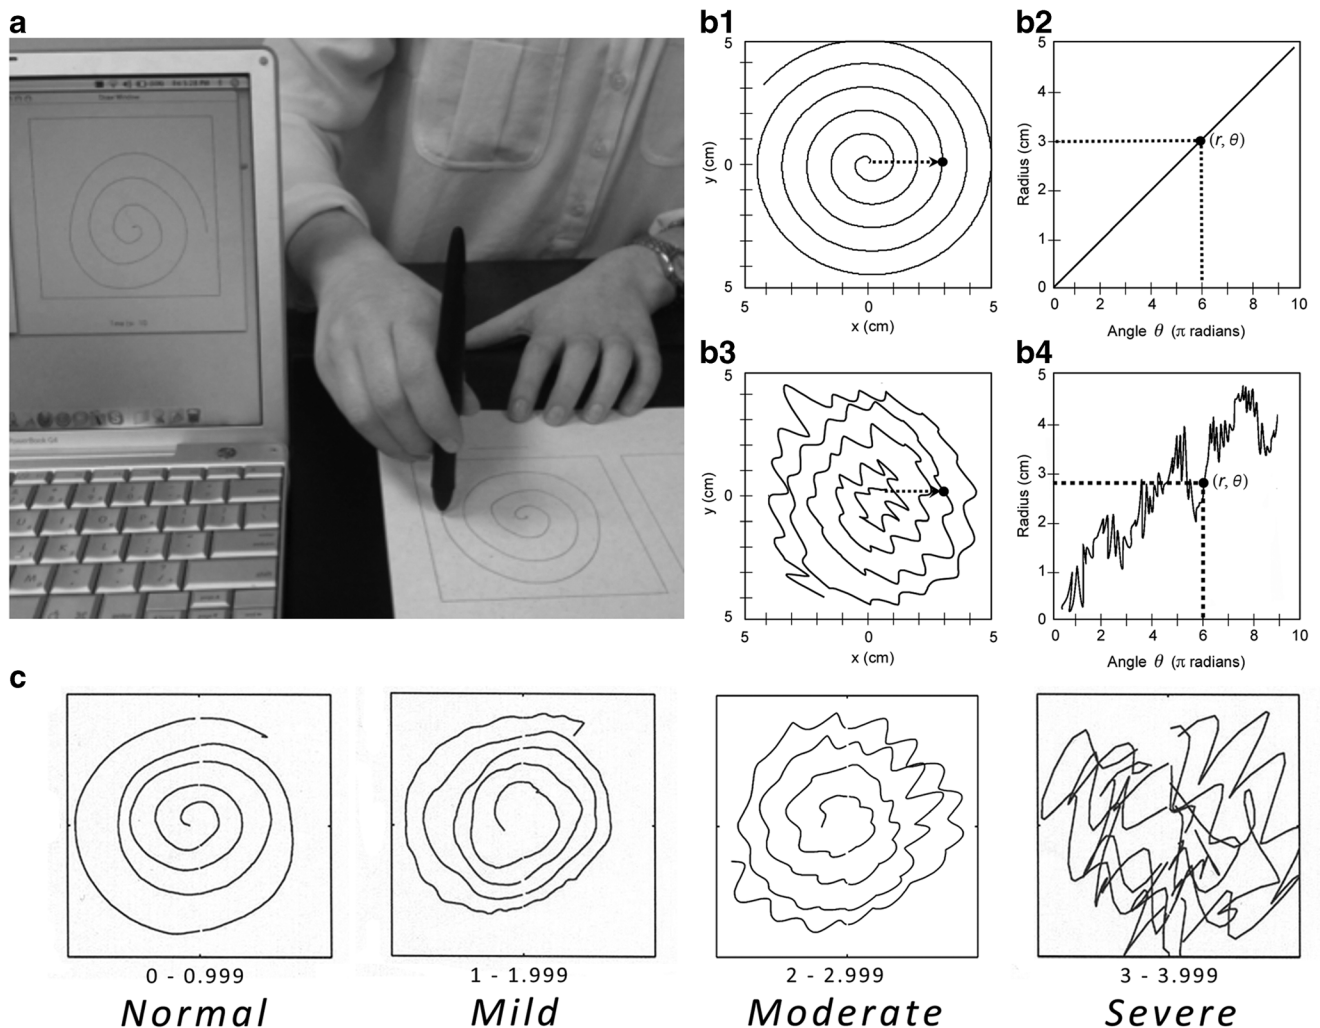 a
b1
5
0
5
y (cm)
5
0
5
x (cm)
b2
5
4
3
2
1
0
Radius (cm)
(r, θ)
0
2
4
6
8
10
Angle θ (π radians)
b3
5
0
5
y (cm)
5
0
5
x (cm)
b4
5
4
3
2
1
0
Radius (cm)
(r, θ)
0
2
4
6
8
10
Angle θ (π radians)
c
0 - 0.999
1 - 1.999
2 - 2.999
3 - 3.999
Normal
Mild
Moderate
Severe